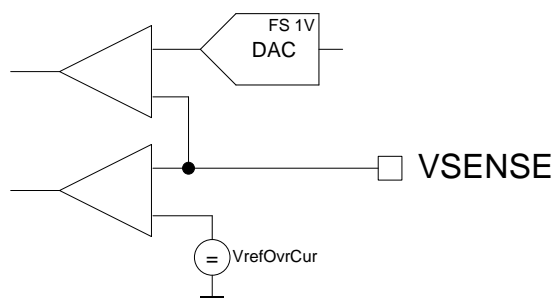 FS 1V
DAC
VSENSE
=
VrefOvrCur